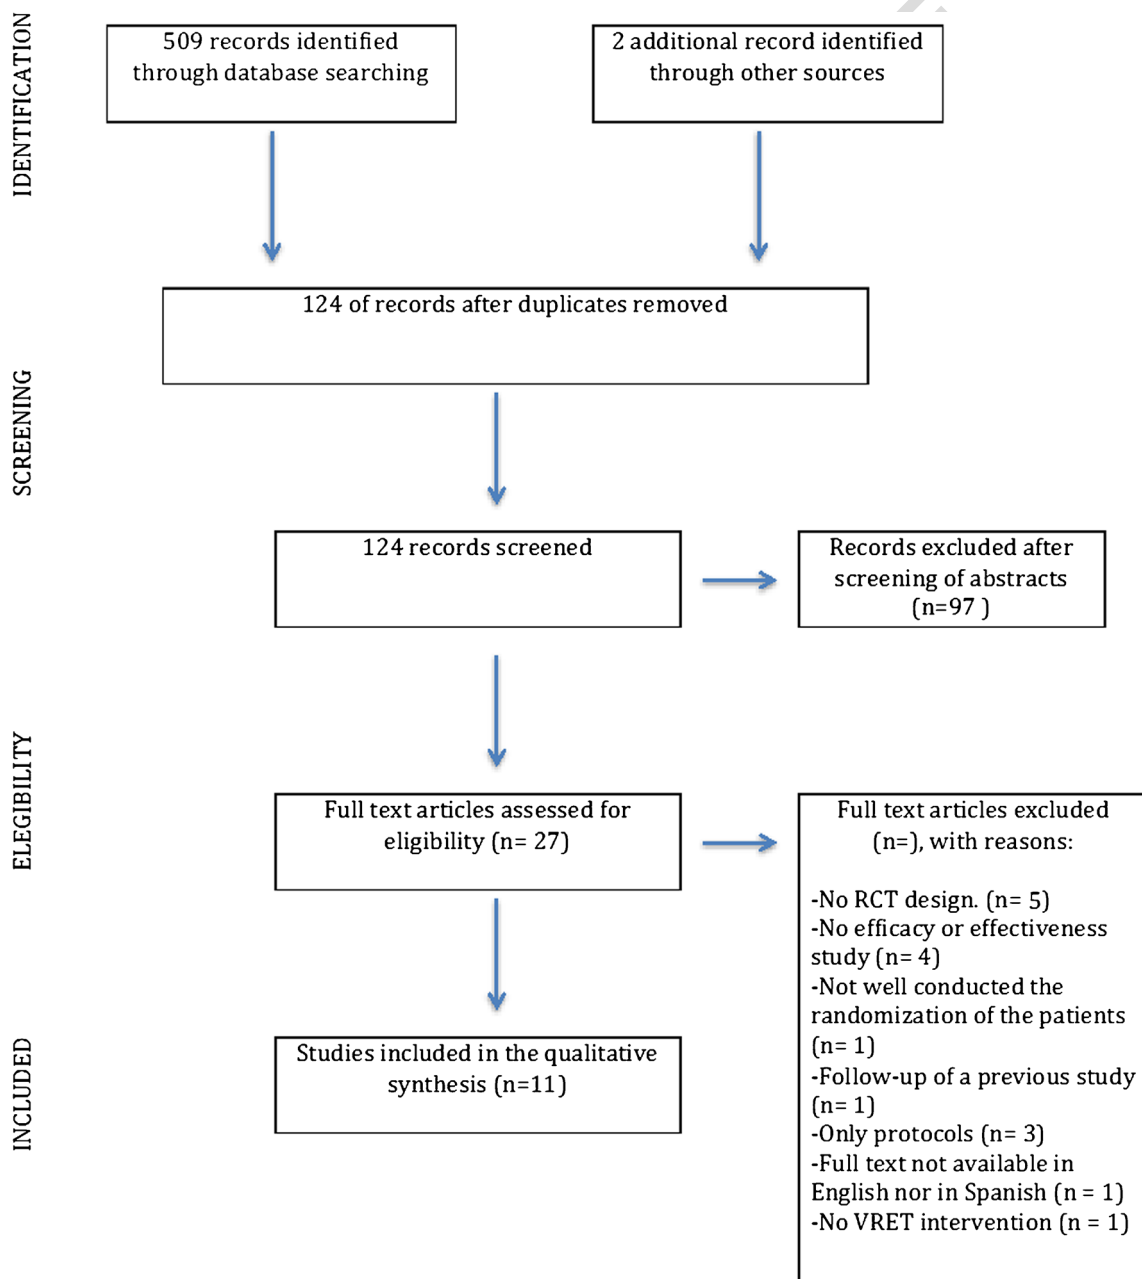 IDENTIFICATION
509 records identified
through database searching
2 additional record identified
through other sources
124 of records after duplicates removed
SCREENING
124 records screened
Records excluded after
screening of abstracts
(n=97 )
ELEGIBILITY
Full text articles assessed for
eligibility (n= 27)
Full text articles excluded
(n=), with reasons:
-No RCT design. (n= 5)
-No efficacy or effectiveness
study (n= 4)
-Not well conducted the
randomization of the patients
(n= 1)
-Follow-up of a previous study
(n= 1)
-Only protocols (n= 3)
-Full text not available in
English nor in Spanish (n = 1)
-No VRET intervention (n = 1)
INCLUDED
Studies included in the qualitative
synthesis (n=11)